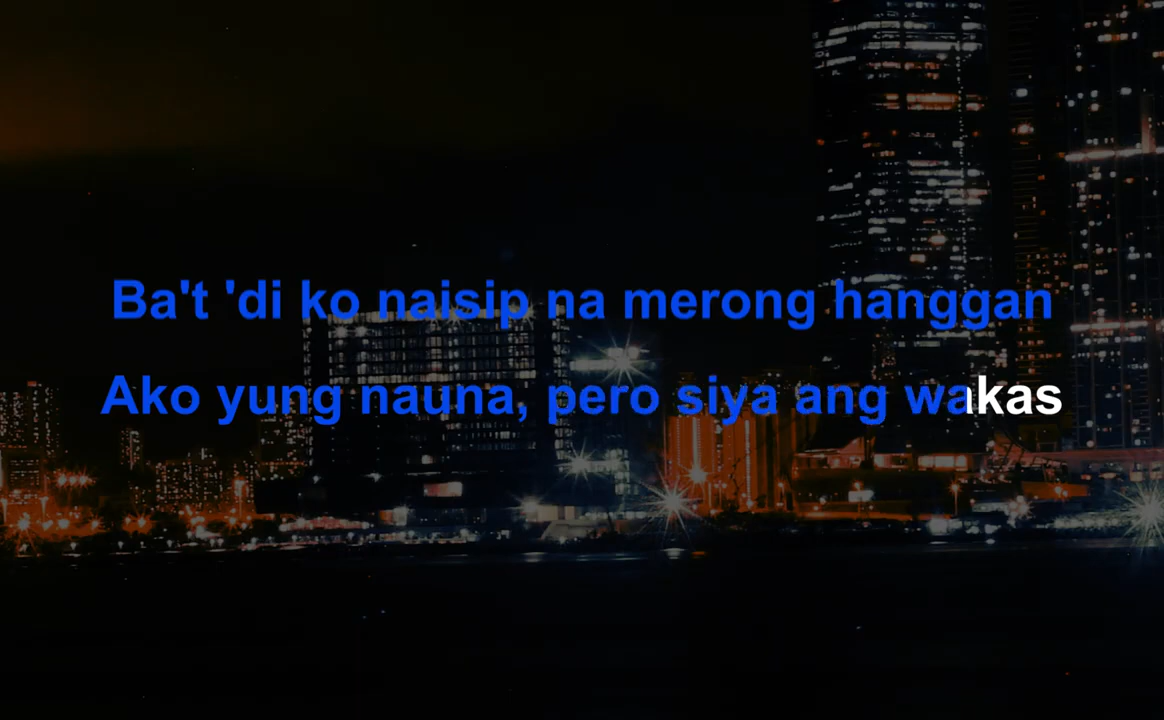 Ba't 'di ko naisip na merong hanggan
Ako yung nauna, pero siya ang wakas